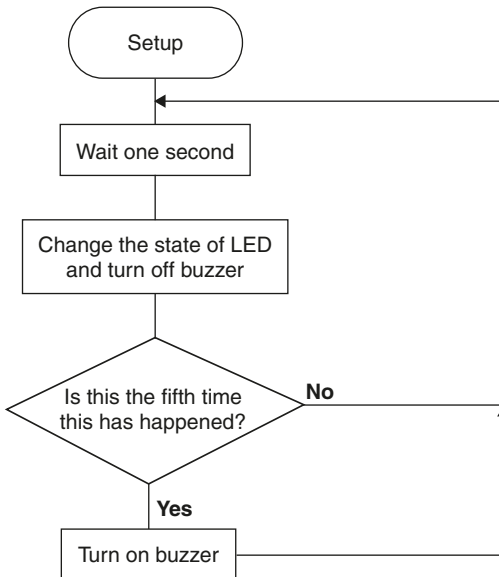 Setup
Wait one second
Change the state of LED
and turn off buzzer
Is this the fifth time
this has happened?
No
Yes
Turn on buzzer